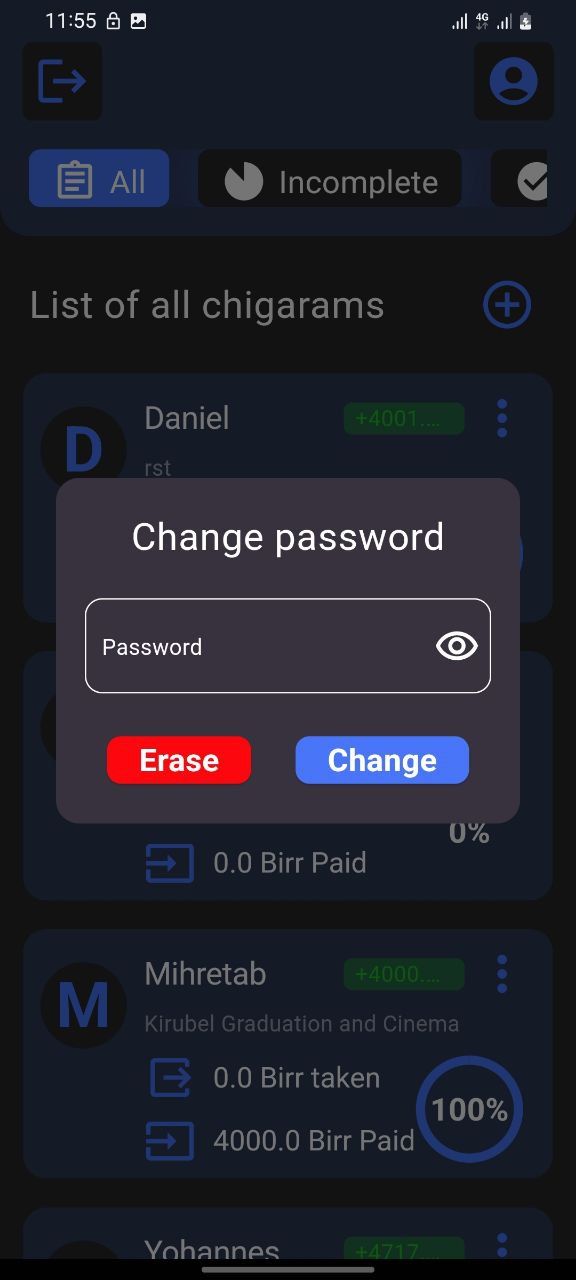 11:55
4G
All
Incomplete
List of all chigarams
D
Daniel
+4001....
rst
Change password
Password
Erase
Change
0%
0.0 Birr Paid
M
Mihretab
+4000....
Kirubel Graduation and Cinema
0.0 Birr taken
100%
4000.0 Birr Paid
Yohannes
+4717....